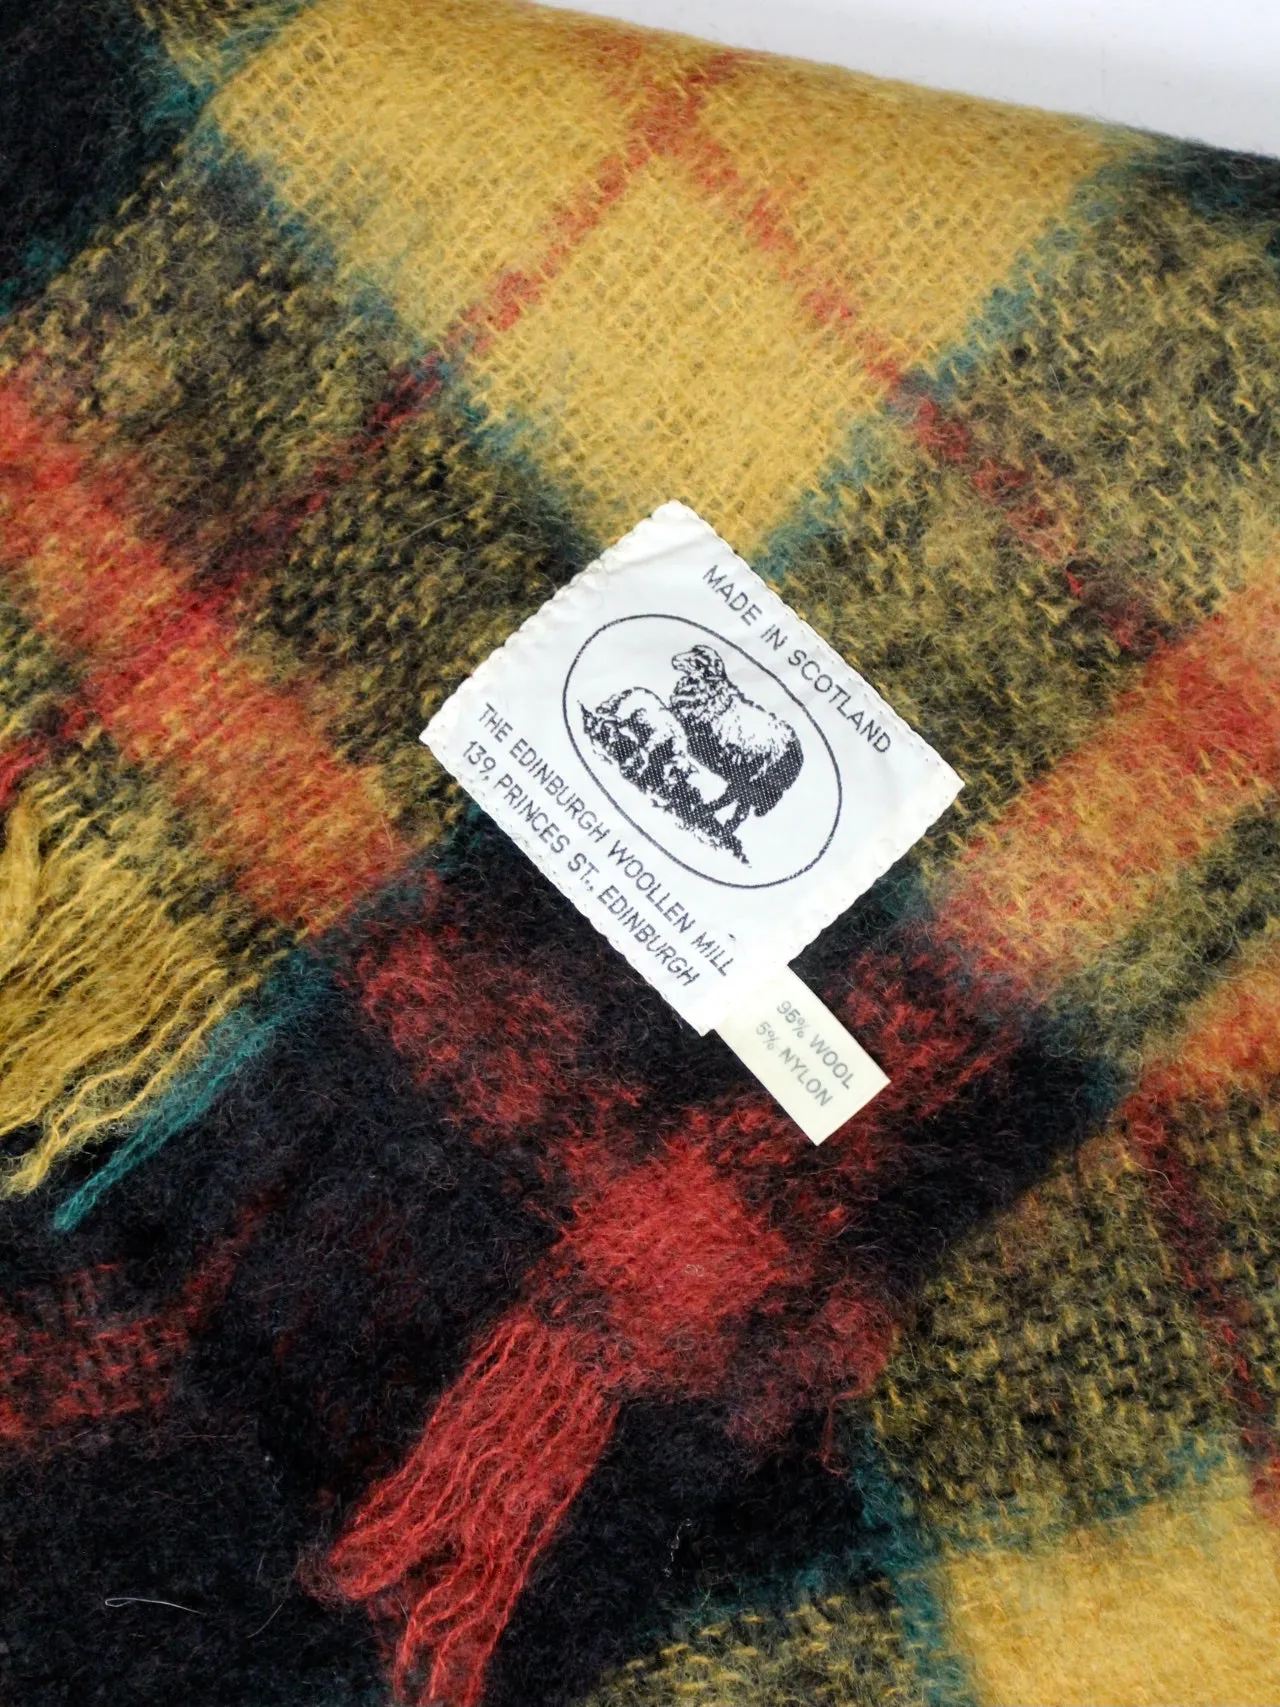 MADE IN SCOTLAND
THE EDINBURGH WOOLLEN MILL
139, PRINCES ST., EDINBURGH
95% WOOL
5% NYLON